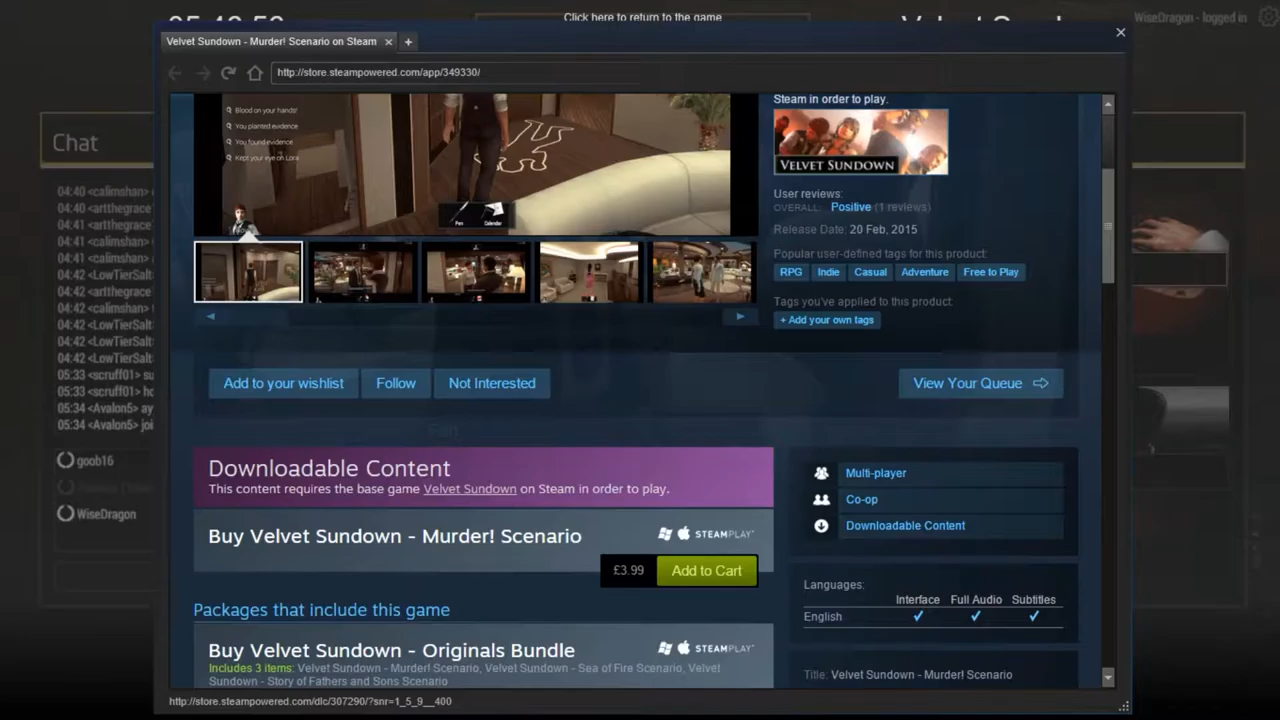 Click here to return to the game
WiseDragon - logged in
Velvet Sundown - Murder! Scenario on Steam
http://store.steampowered.com/app/349330/
Chat
04:40 <calimshan>
04:40 <artthegrace>
04:41 <calimshan>
04:41 <calimshan>
04:42 <LowTierSalt>
04:42 <artthegrace>
04:42 <calimshan>
04:42 <LowTierSalt>
04:42 <LowTierSalt>
04:42 <LowTierSalt>
05:33 <scruff01>
05:33 <scruff01>
05:34 <Avalon5>
05:34 <Avalon5>
goob16
WiseDragon
Blood on your hands!
You planted evidence
You found evidence
Kept your eye on Lora
Pen
Calendar
Steam in order to play.
VELVET SUNDOWN
User reviews:
OVERALL: Positive (1 reviews)
Release Date: 20 Feb, 2015
Popular user-defined tags for this product:
RPG Indie Casual Adventure Free to Play
Tags you've applied to this product:
+ Add your own tags
Add to your wishlist Follow Not Interested View Your Queue
Downloadable Content
This content requires the base game Velvet Sundown on Steam in order to play.
Buy Velvet Sundown - Murder! Scenario
STEAMPLAY
£3.99 Add to Cart
Packages that include this game
Buy Velvet Sundown - Originals Bundle
STEAMPLAY
Includes 3 items: Velvet Sundown - Murder! Scenario, Velvet Sundown - Sea of Fire Scenario, Velvet
Sundown - Story of Fathers and Sons Scenario
Multi-player
Co-op
Downloadable Content
Languages:
Interface Full Audio Subtitles
English
Title: Velvet Sundown - Murder! Scenario
http://store.steampowered.com/dlc/307290/?snr=1_5_9__400